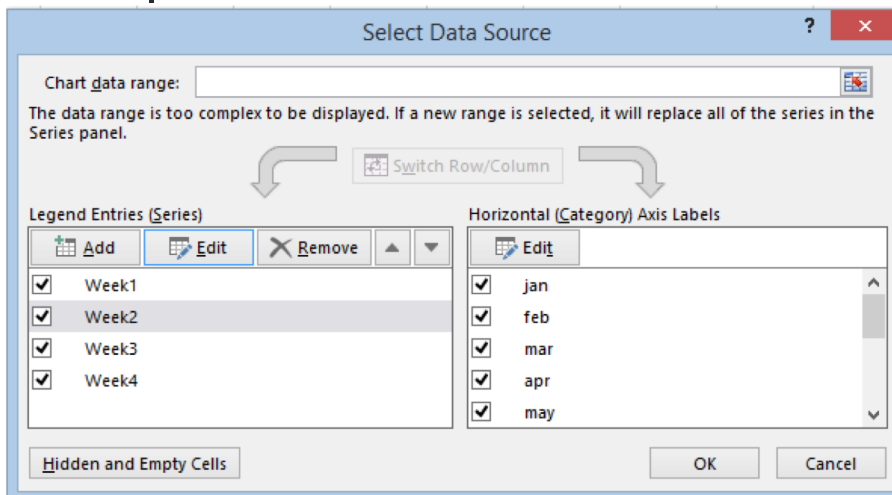 Select Data Source
?
×
Chart data range:
The data range is too complex to be displayed. If a new range is selected, it will replace all of the series in the
Series panel.
Switch Row/Column
Legend Entries (Series)
Horizontal (Category) Axis Labels
Add
Edit
Remove
Edit
Week1
jan
Week2
feb
Week3
mar
Week4
apr
may
Hidden and Empty Cells
OK
Cancel